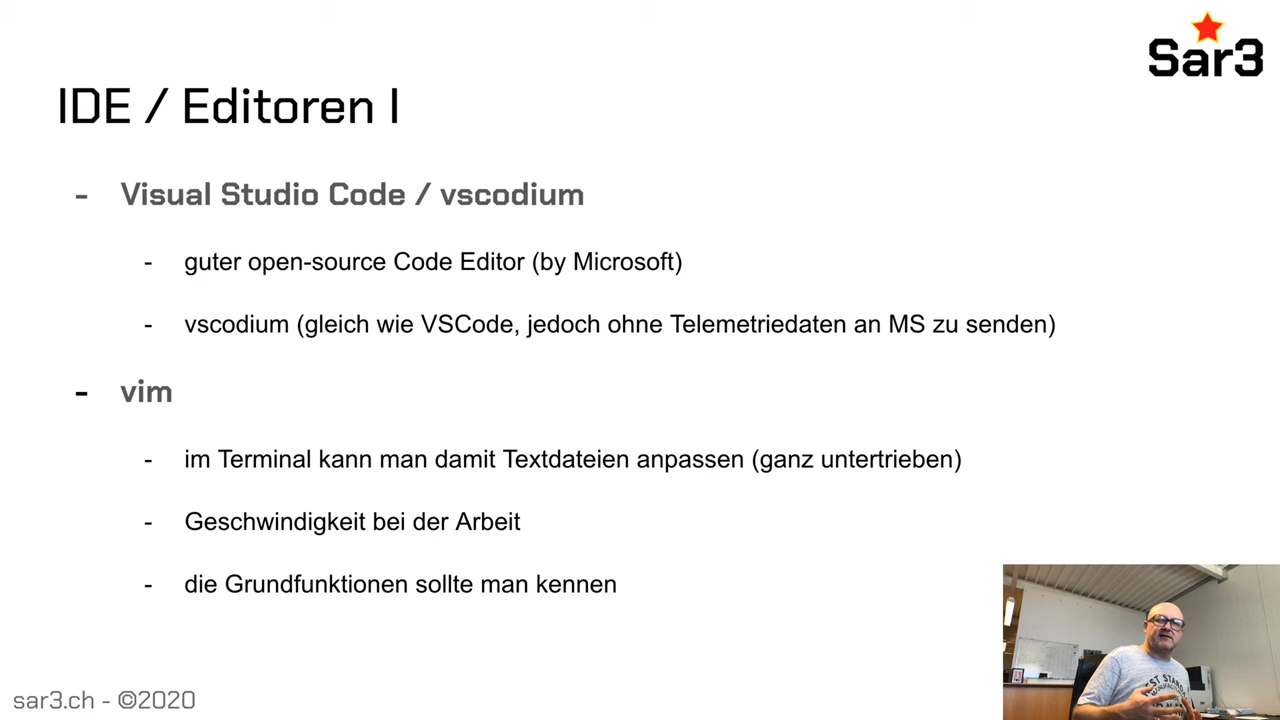 Sar3
IDE / Editoren I
- Visual Studio Code / vscodium
- guter open-source Code Editor (by Microsoft)
- vscodium (gleich wie VSCode, jedoch ohne Telemetriedaten an MS zu senden)
- vim
- im Terminal kann man damit Textdateien anpassen (ganz untertrieben)
- Geschwindigkeit bei der Arbeit
- die Grundfunktionen sollte man kennen
sar3.ch - ©2020